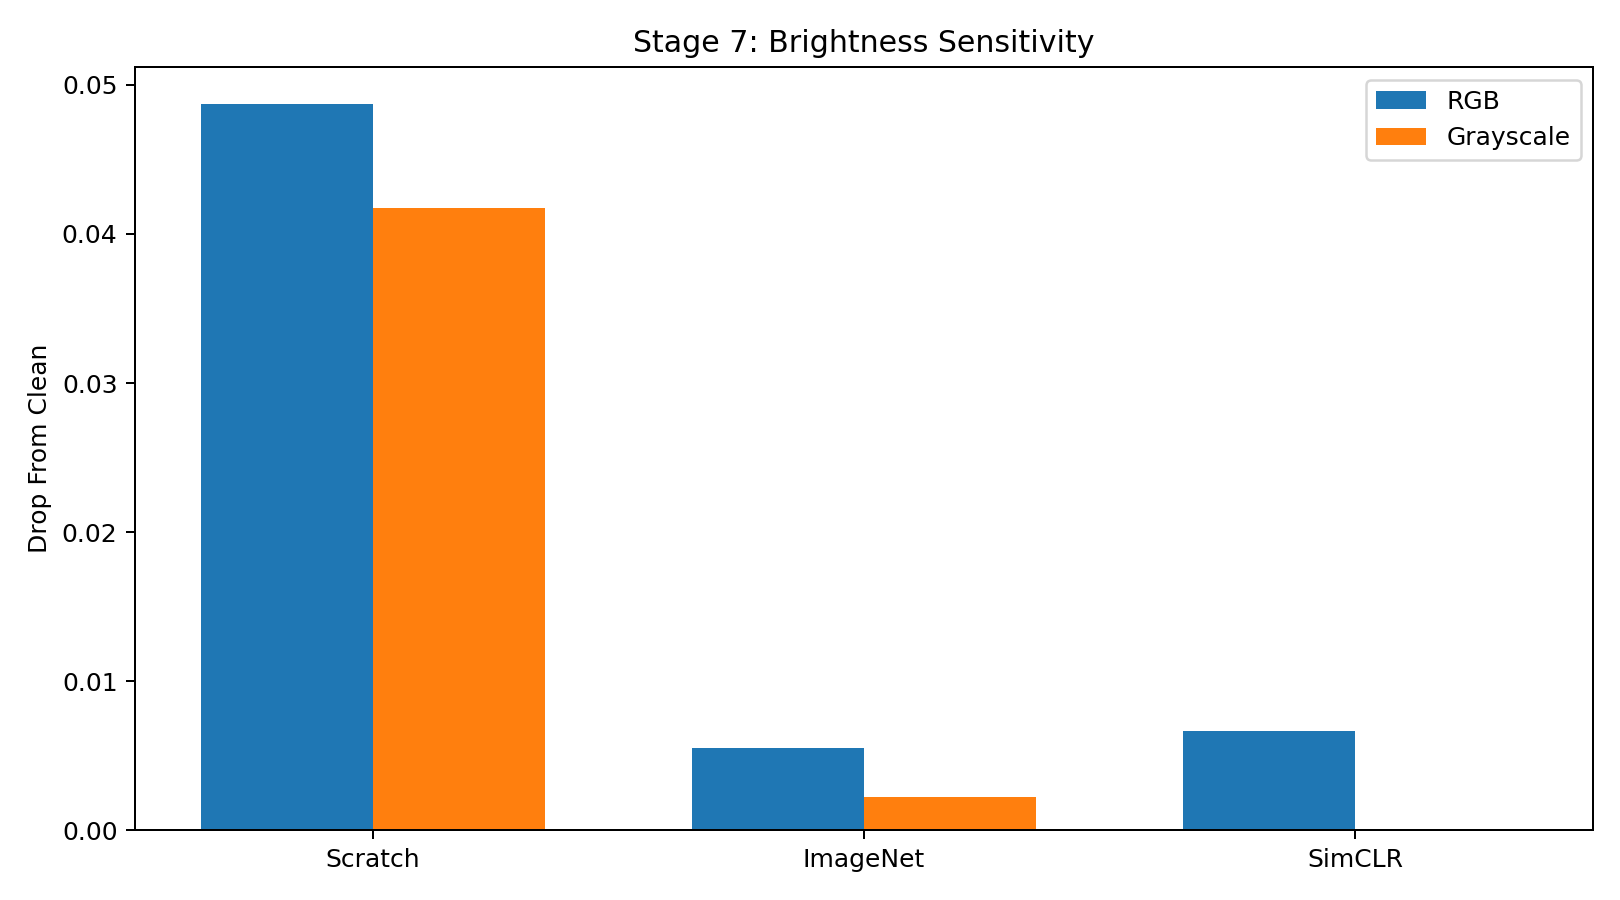 Stage 7: Brightness Sensitivity
RGB
Grayscale
Drop From Clean
0.05
0.04
0.03
0.02
0.01
0.00
Scratch
ImageNet
SimCLR